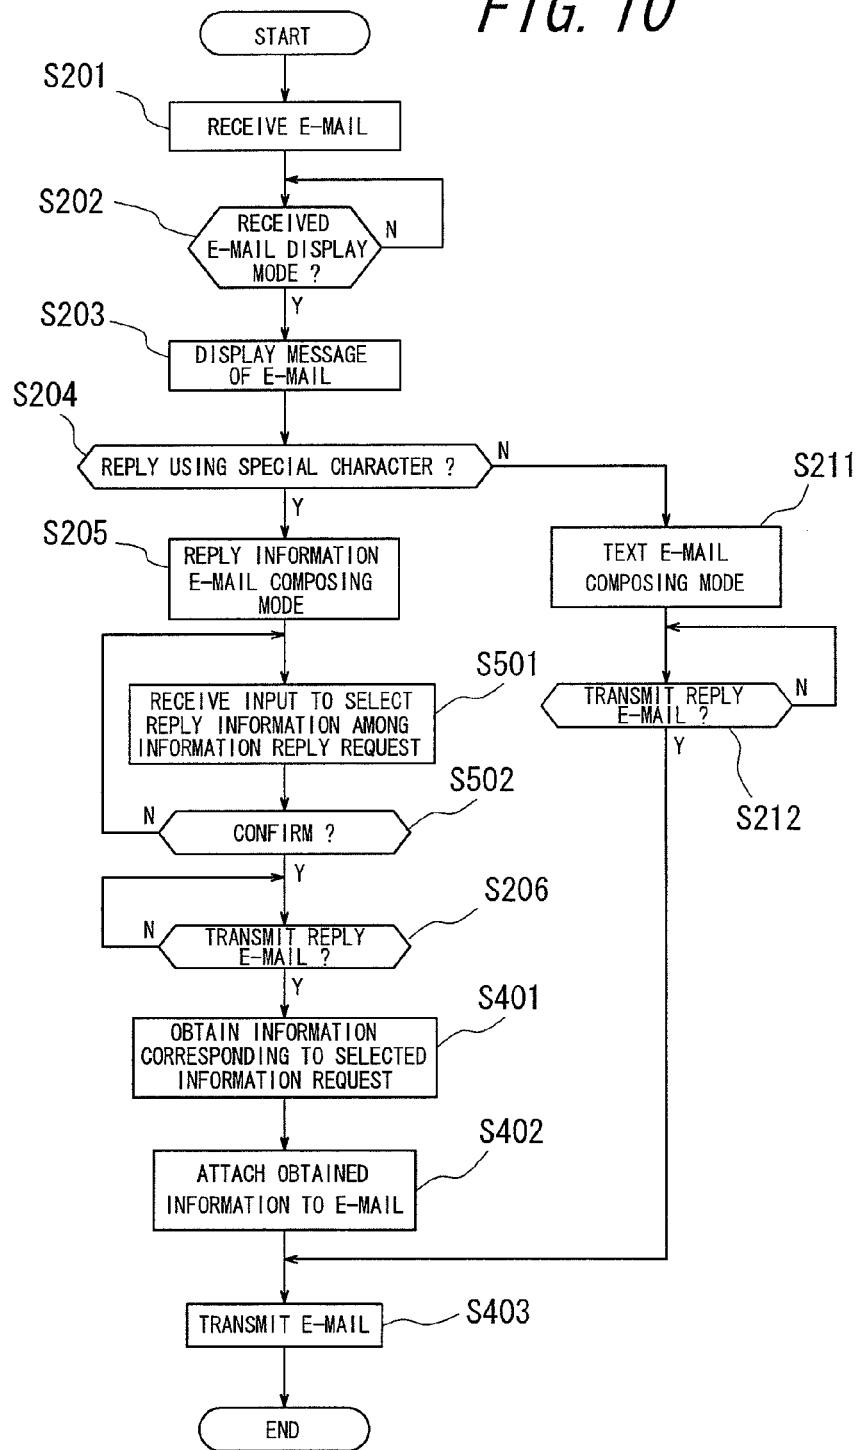 FIG. 10
START
S201
RECEIVE E-MAIL
S202
RECEIVED
E-MAIL DISPLAY
MODE ?
N
Y
S203
DISPLAY MESSAGE
OF E-MAIL
S204
REPLY USING SPECIAL CHARACTER ?
N
Y
S211
TEXT E-MAIL
COMPOSING MODE
S205
REPLY INFORMATION
E-MAIL COMPOSING
MODE
S501
RECEIVE INPUT TO SELECT
REPLY INFORMATION AMONG
INFORMATION REPLY REQUEST
TRANSMIT REPLY
E-MAIL ?
N
Y
S212
S502
CONFIRM ?
N
Y
S206
TRANSMIT REPLY
E-MAIL ?
N
Y
S401
OBTAIN INFORMATION
CORRESPONDING TO SELECTED
INFORMATION REQUEST
S402
ATTACH OBTAINED
INFORMATION TO E-MAIL
S403
TRANSMIT E-MAIL
END